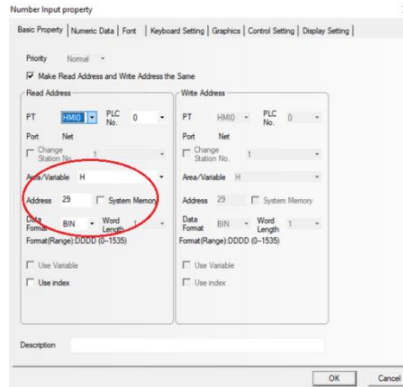 Number Input property
Basic Property | Numeric Data | Font | Keyboard Setting | Graphics | Control Setting | Display Setting |
Priority Normal
Make Read Address and Write Address the Same
Read Address
PT HMI0 PLC No. 0
Port Net
Change Station No. 1
Area/Variable H
Address 29 System Memory
Data Format BIN Word Length 1
Format(Range):DDDD (0~1535)
Use Variable
Use index
Write Address
PT HMI0 PLC No. 0
Port Net
Change Station No. 1
Area/Variable H
Address 29 System Memory
Data Format BIN Word Length 1
Format(Range):DDDD (0~1535)
Use Variable
Use index
Description
OK Cancel